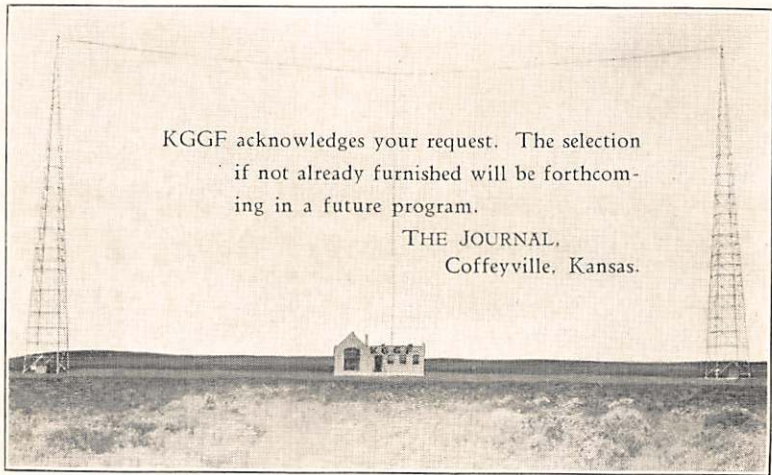 KGGF acknowledges your request. The selection
if not already furnished will be forthcom-
ing in a future program.
THE JOURNAL,
Coffeyville, Kansas.
KGGF